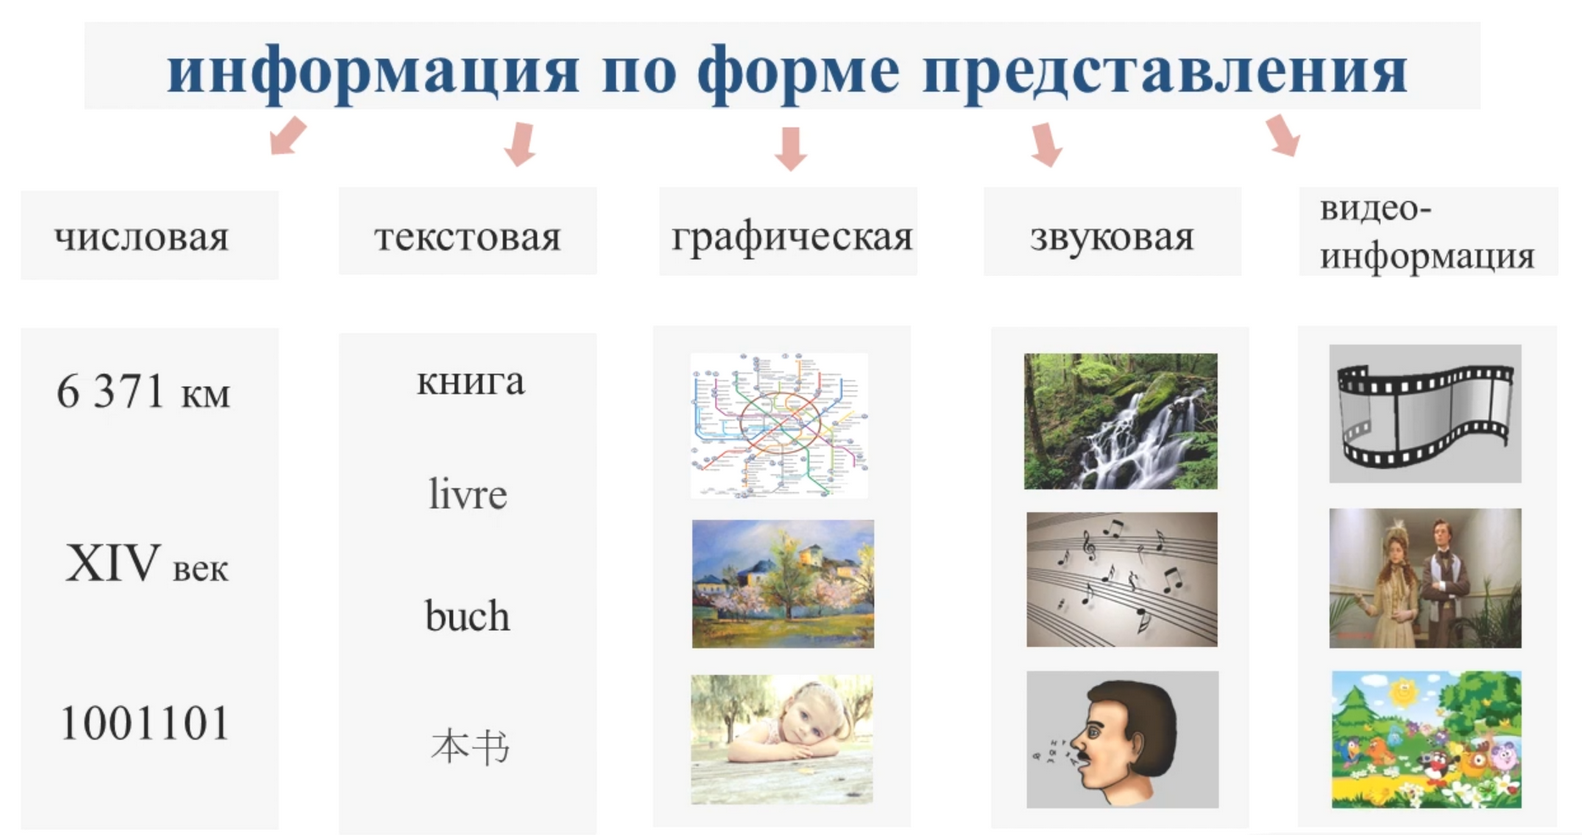 информация по форме представления
числовая
текстовая
графическая
звуковая
видео-
информация
6 371 км
XIV век
1001101
книга
livre
buch
本书